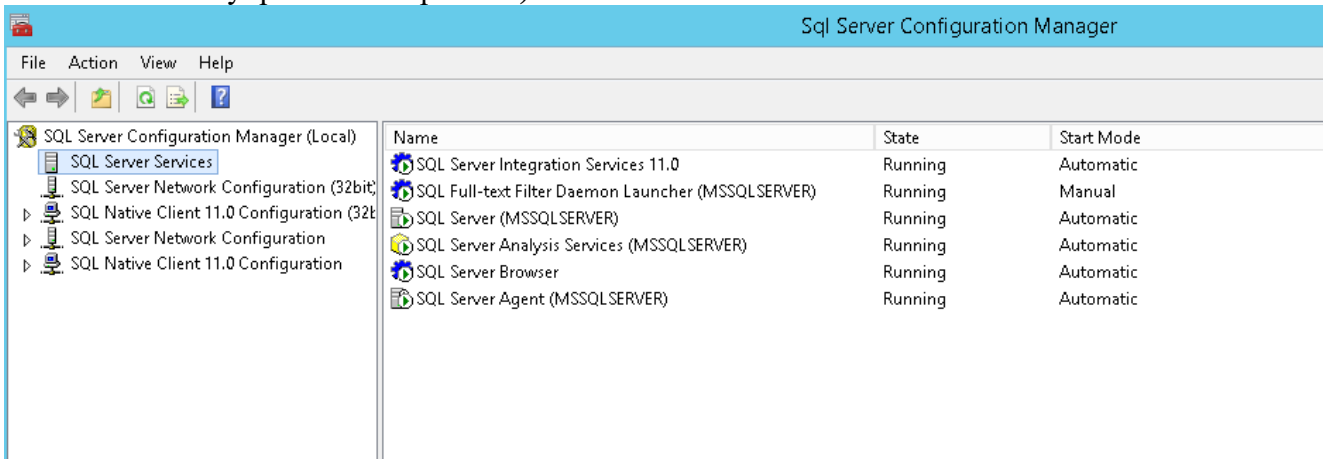 Sql Server Configuration Manager
File Action View Help
SQL Server Configuration Manager (Local)
SQL Server Services
SQL Server Network Configuration (32bit)
SQL Native Client 11.0 Configuration (32b
SQL Server Network Configuration
SQL Native Client 11.0 Configuration
Name State Start Mode
SQL Server Integration Services 11.0 Running Automatic
SQL Full-text Filter Daemon Launcher (MSSQLSERVER) Running Manual
SQL Server (MSSQLSERVER) Running Automatic
SQL Server Analysis Services (MSSQLSERVER) Running Automatic
SQL Server Browser Running Automatic
SQL Server Agent (MSSQLSERVER) Running Automatic